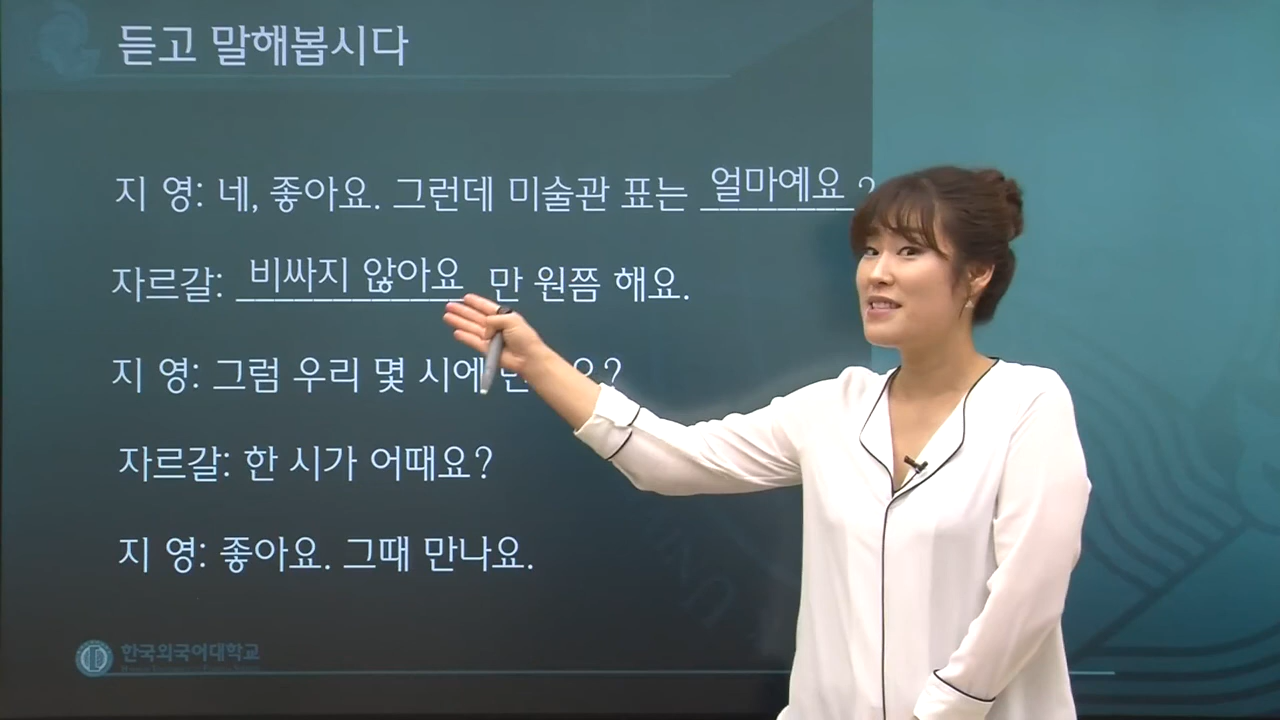 듣고 말해봅시다
지 영: 네, 좋아요. 그런데 미술관 표는 얼마예요 ?
자르갈: 비싸지 않아요 만 원쯤 해요.
지 영: 그럼 우리 몇 시에
자르갈: 한 시가 어때요?
지 영: 좋아요. 그때 만나요.
한국외국어대학교